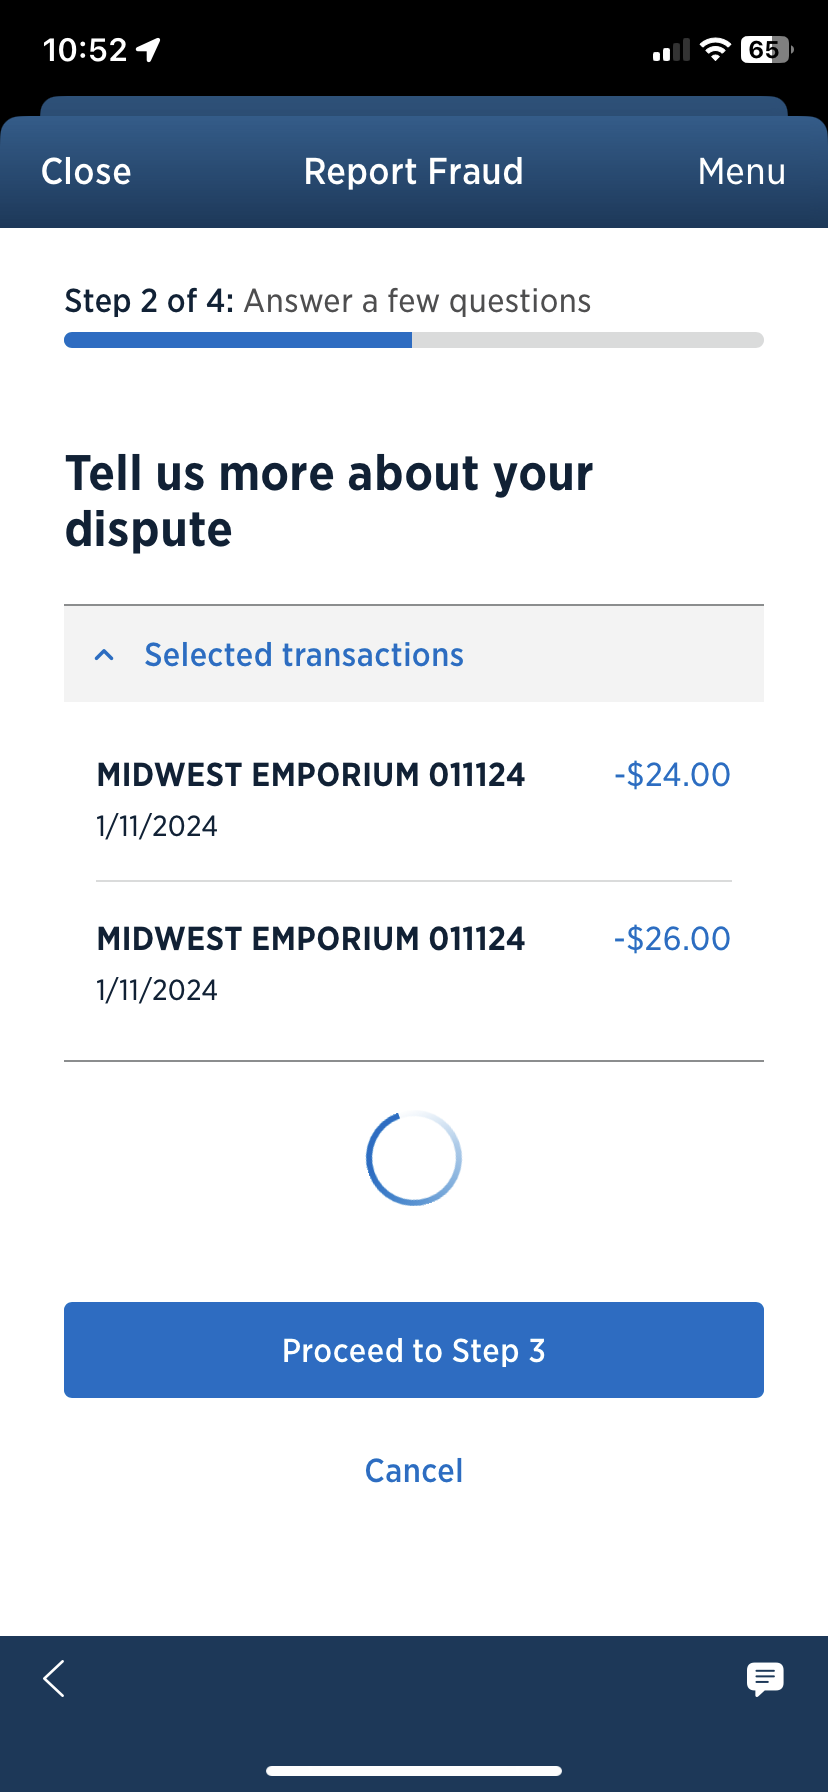 10:52
65
Close Report Fraud Menu
Step 2 of 4: Answer a few questions
Tell us more about your
dispute
Selected transactions
MIDWEST EMPORIUM 011124 -$24.00
1/11/2024
MIDWEST EMPORIUM 011124 -$26.00
1/11/2024
Proceed to Step 3
Cancel